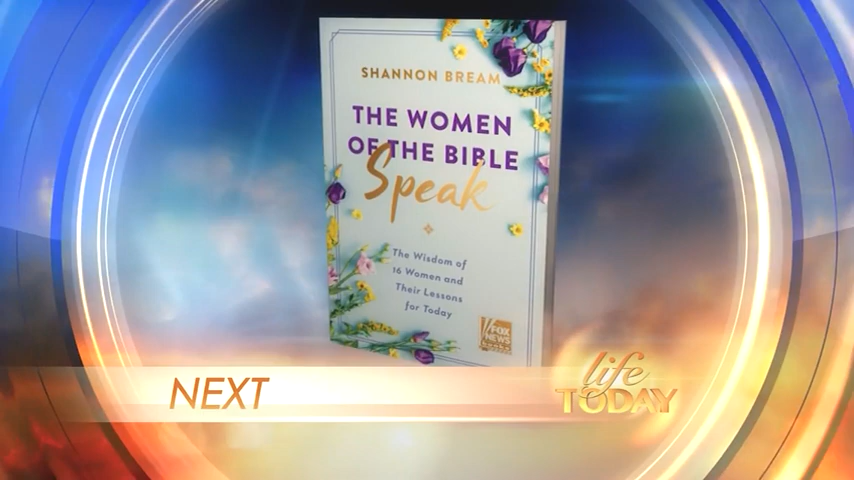 SHANNON BREAM
THE WOMEN
OF THE BIBLE
Speak
The Wisdom of
16 Women and
Their Lessons
for Today
FOX
NEWS
books
NEXT
life
TODAY